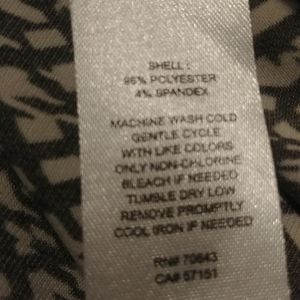 SHELL :
96% POLYESTER
4% SPANDEX
MACHINE WASH COLD
GENTLE CYCLE
WITH LIKE COLORS
ONLY NON-CHLORINE
BLEACH IF NEEDED
TUMBLE DRY LOW
REMOVE PROMPTLY
COOL IRON IF NEEDED
RN# 70643
CA# 57151